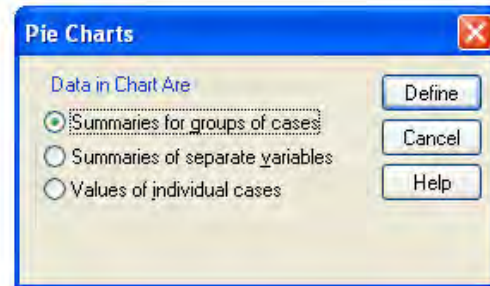 Pie Charts
Data in Chart Are
Summaries for groups of cases
Summaries of separate variables
Values of individual cases
Define
Cancel
Help